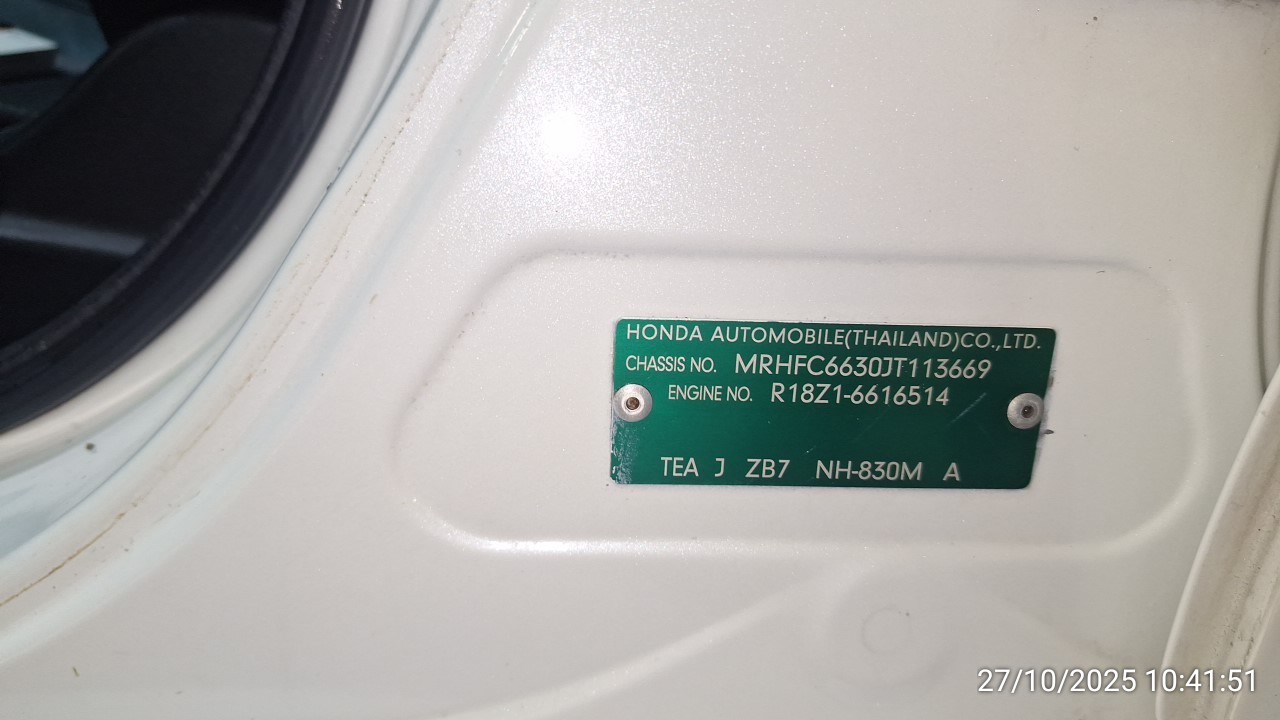 HONDA AUTOMOBILE(THAILAND)CO.,LTD.
CHASSIS NO. MRHFC6630JT113669
ENGINE NO. R18Z1-6616514
TEA J ZB7 NH-830M A
27/10/2025 10:41:51